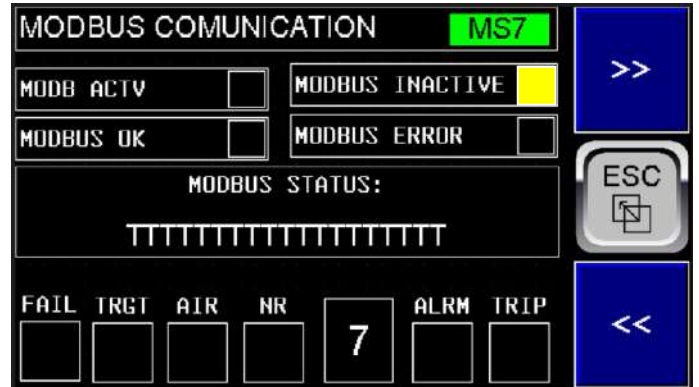 MODBUS COMUNICATION MS7
>>
MODB ACTV MODBUS INACTIVE
MODBUS OK MODBUS ERROR
ESC
MODBUS STATUS:
TTTTTTTTTTTTTTTTTTTT
FAIL TRGT AIR NR ALRM TRIP
7
<<